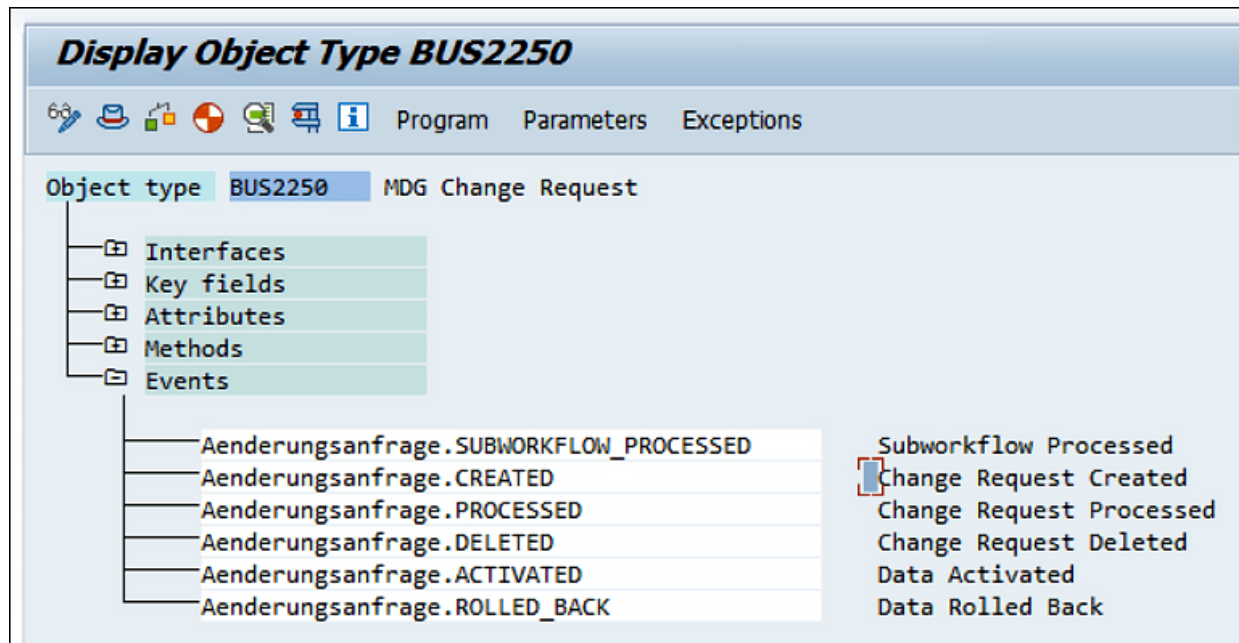 Display Object Type BUS2250
Program Parameters Exceptions
Object type BUS2250 MDG Change Request
Interfaces
Key fields
Attributes
Methods
Events
Aenderungsanfrage.SUBWORKFLOW_PROCESSED Subworkflow Processed
Aenderungsanfrage.CREATED Change Request Created
Aenderungsanfrage.PROCESSED Change Request Processed
Aenderungsanfrage.DELETED Change Request Deleted
Aenderungsanfrage.ACTIVATED Data Activated
Aenderungsanfrage.ROLLED_BACK Data Rolled Back